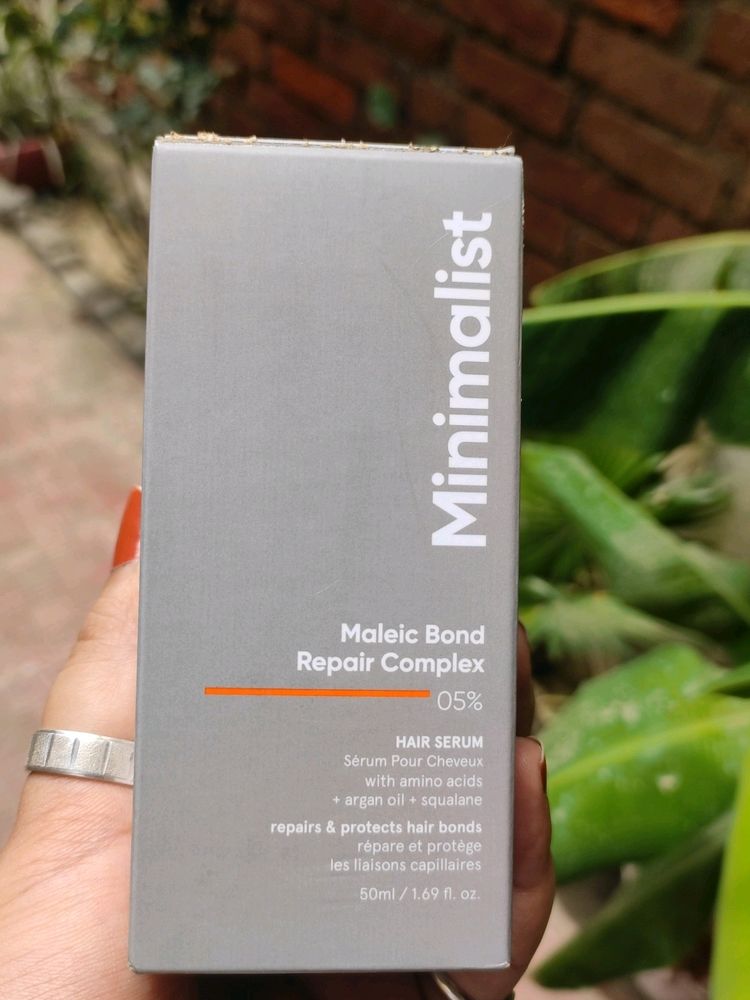 Minimalist
Maleic Bond
Repair Complex
05%
HAIR SERUM
Sérum Pour Cheveux
with amino acids
+ argan oil + squalane
repairs & protects hair bonds
répare et protège
les liaisons capillaires
50ml / 1.69 fl. oz.